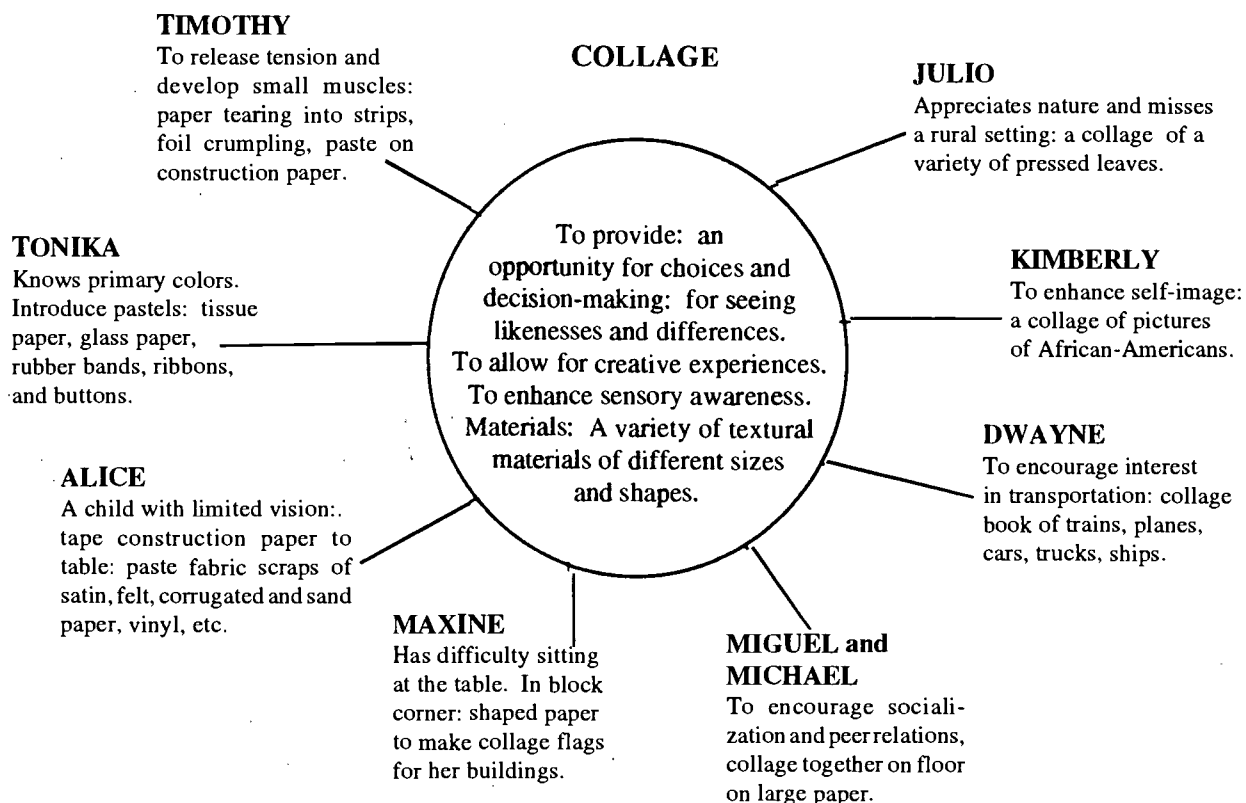 COLLAGE
TIMOTHY
To release tension and
develop small muscles:
paper tearing into strips,
foil crumpling, paste on
construction paper.
JULIO
Appreciates nature and misses
a rural setting: a collage of a
variety of pressed leaves.
TONIKA
Knows primary colors.
Introduce pastels: tissue
paper, glass paper,
rubber bands, ribbons,
and buttons.
To provide: an
opportunity for choices and
decision-making: for seeing
likenesses and differences.
To allow for creative experiences.
To enhance sensory awareness.
Materials: A variety of textural
materials of different sizes
and shapes.
KIMBERLY
To enhance self-image:
a collage of pictures
of African-Americans.
ALICE
A child with limited vision:.
tape construction paper to
table: paste fabric scraps of
satin, felt, corrugated and sand
paper, vinyl, etc.
DWAYNE
To encourage interest
in transportation: collage
book of trains, planes,
cars, trucks, ships.
MAXINE
Has difficulty sitting
at the table. In block
corner: shaped paper
to make collage flags
for her buildings.
MIGUEL and
MICHAEL
To encourage sociali-
zation and peer relations,
collage together on floor
on large paper.